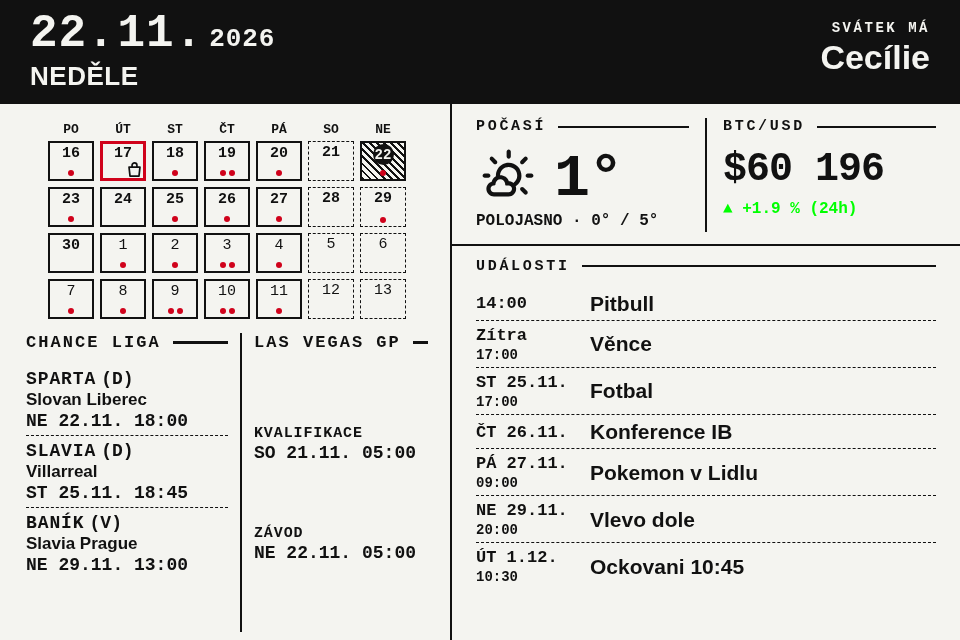 22.11. 2026
NEDĚLE
SVÁTEK MÁ
Cecílie
PO ÚT ST ČT PÁ SO NE
16 17 18 19 20 21 22
23 24 25 26 27 28 29
30 1 2 3 4 5 6
7 8 9 10 11 12 13
CHANCE LIGA
SPARTA (D)
Slovan Liberec
NE 22.11. 18:00
SLAVIA (D)
Villarreal
ST 25.11. 18:45
BANÍK (V)
Slavia Prague
NE 29.11. 13:00
LAS VEGAS GP
KVALIFIKACE
SO 21.11. 05:00
ZÁVOD
NE 22.11. 05:00
POČASÍ
1°
POLOJASNO · 0° / 5°
BTC/USD
$60 196
▲ +1.9 % (24h)
UDÁLOSTI
14:00 Pitbull
Zítra
17:00
Věnce
ST 25.11.
17:00
Fotbal
ČT 26.11. Konference IB
PÁ 27.11.
09:00
Pokemon v Lidlu
NE 29.11.
20:00
Vlevo dole
ÚT 1.12.
10:30
Ockovani 10:45